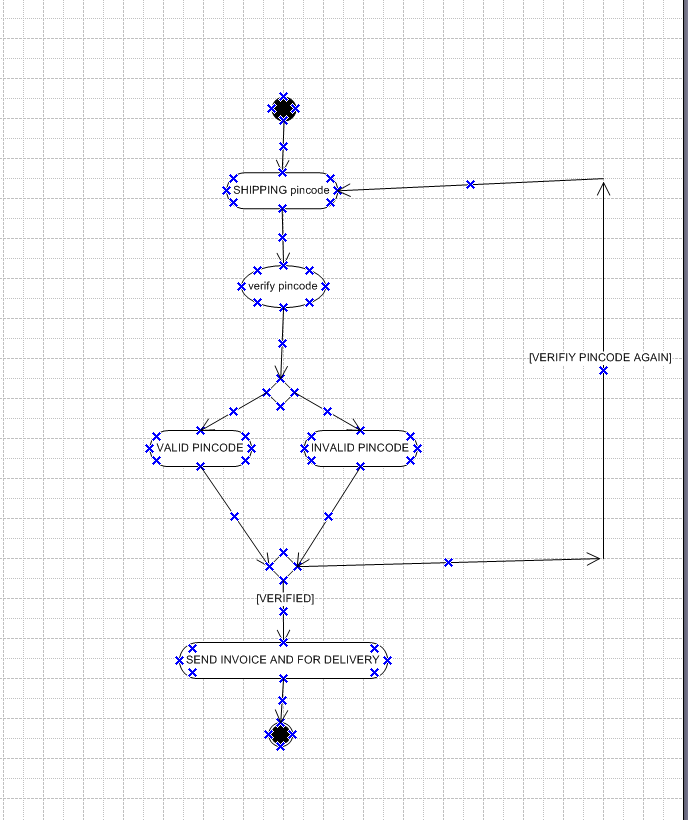 SHIPPING pincode
verify pincode
[VERIFIY PINCODE AGAIN]
VALID PINCODE
INVALID PINCODE
[VERIFIED]
SEND INVOICE AND FOR DELIVERY